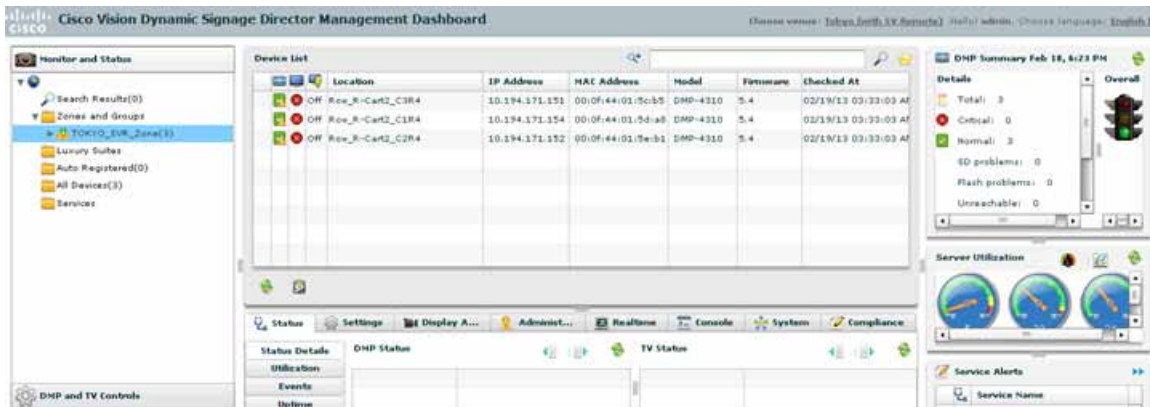 CISCO
Cisco Vision Dynamic Signage Director Management Dashboard
Choose venue: Tokyo (with SV Remote) Hello! admin. Choose language: English
Monitor and Status
Search Results(0)
Zones and Groups
TOKYO_SVR_Zone(3)
Luxury Suites
Auto Registered(0)
All Devices(3)
Services
DMP and TV Controls
Device List
Location IP Address MAC Address Model Firmware Checked At
Off Row_R-Cart2_C3R4 10.194.171.151 00:0f:44:01:5c:b5 DMP-4310 5.4 02/19/13 03:33:03 AM
Off Row_R-Cart2_C1R4 10.194.171.154 00:0f:44:01:5d:a8 DMP-4310 5.4 02/19/13 03:33:03 AM
Off Row_R-Cart2_C2R4 10.194.171.152 00:0f:44:01:5e:b1 DMP-4310 5.4 02/19/13 03:33:03 AM
Status Settings Display A... Administ... Realtime Console System Compliance
Status Details
Utilization
Events
Uptime
DMP Status
TV Status
DMP Summary Feb 18, 6:23 PM
Details Overall
Total: 3
Critical: 0
Normal: 3
SD problems: 0
Flash problems: 0
Unreachable: 0
Server Utilization
Service Alerts
Service Name